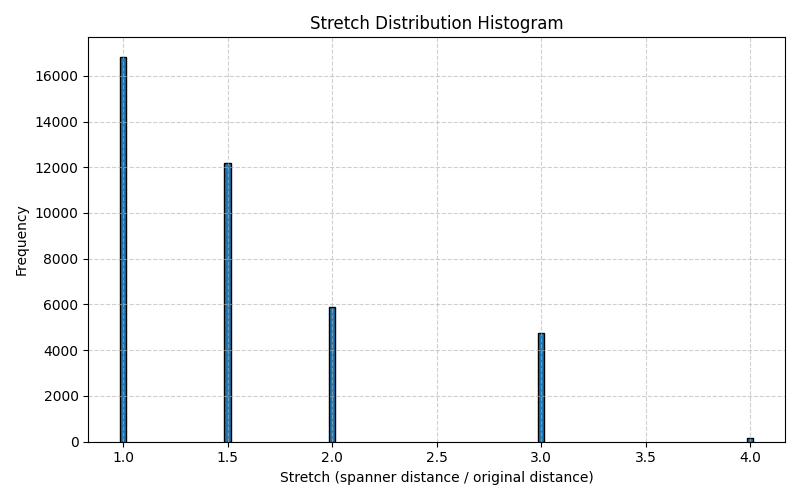 Stretch Distribution Histogram
Frequency
16000
14000
12000
10000
8000
6000
4000
2000
0
1.0 1.5 2.0 2.5 3.0 3.5 4.0
Stretch (spanner distance / original distance)